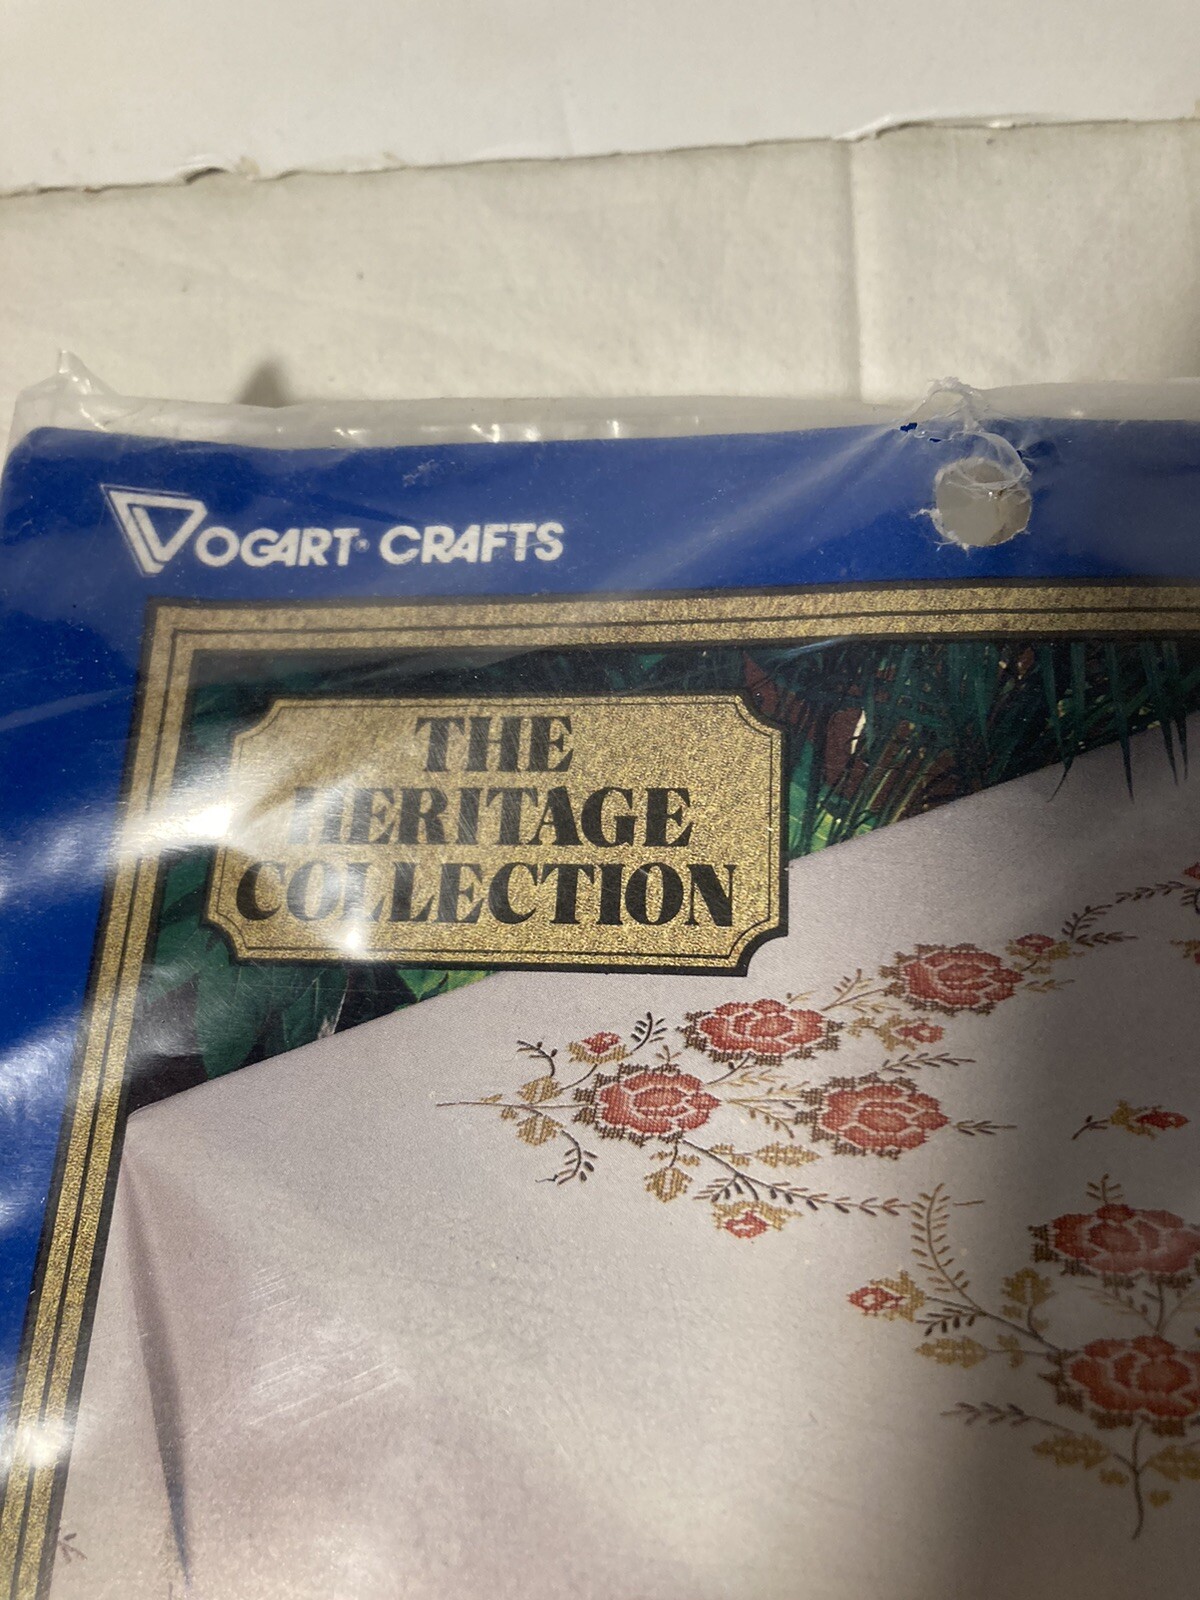 VOGART® CRAFTS
THE
HERITAGE
COLLECTION